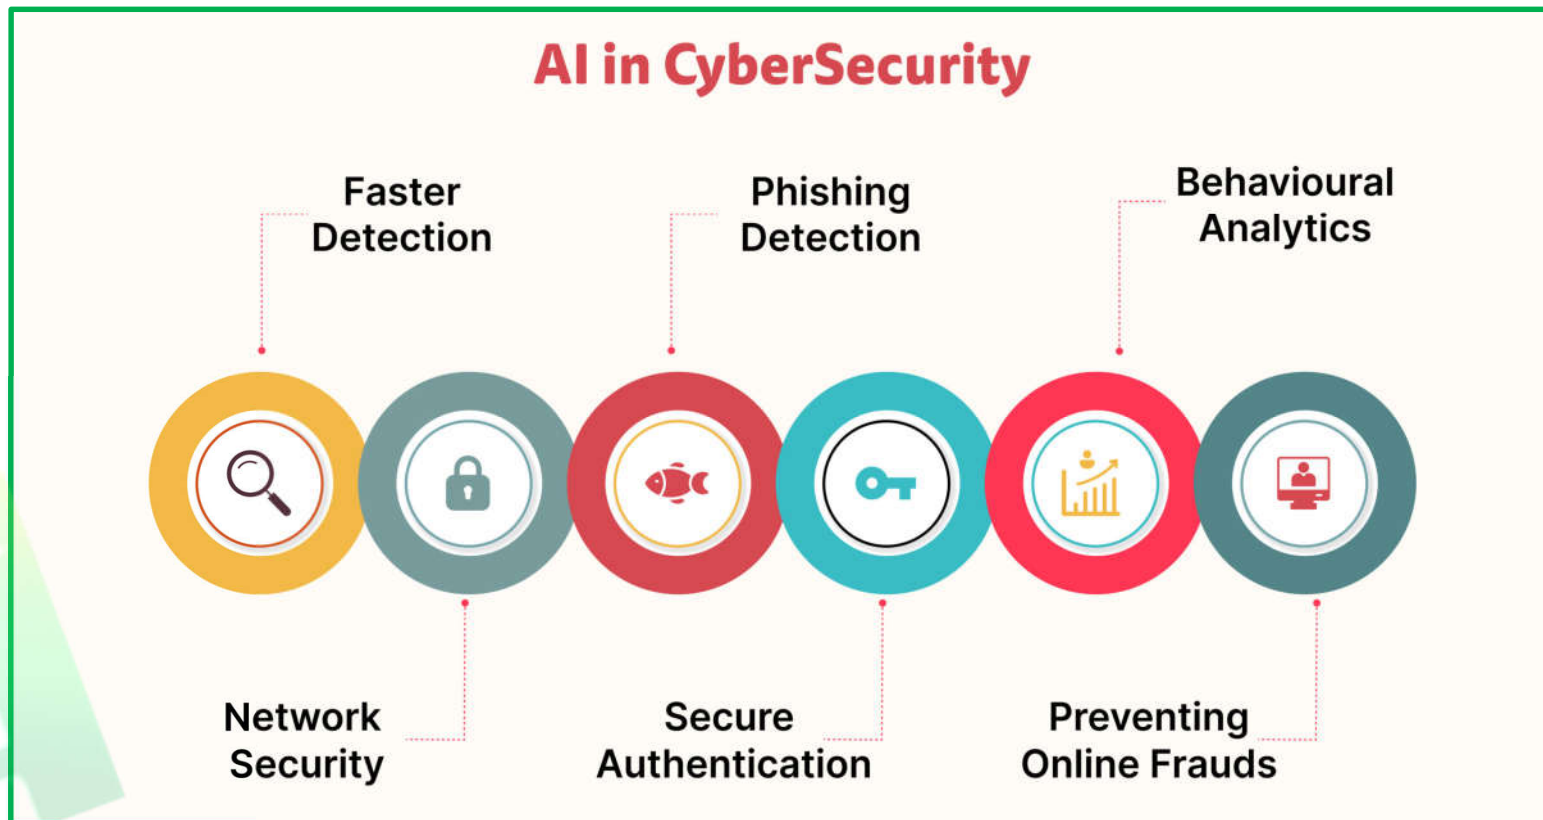 AI in CyberSecurity
Faster
Detection
Phishing
Detection
Behavioural
Analytics
Network
Security
Secure
Authentication
Preventing
Online Frauds